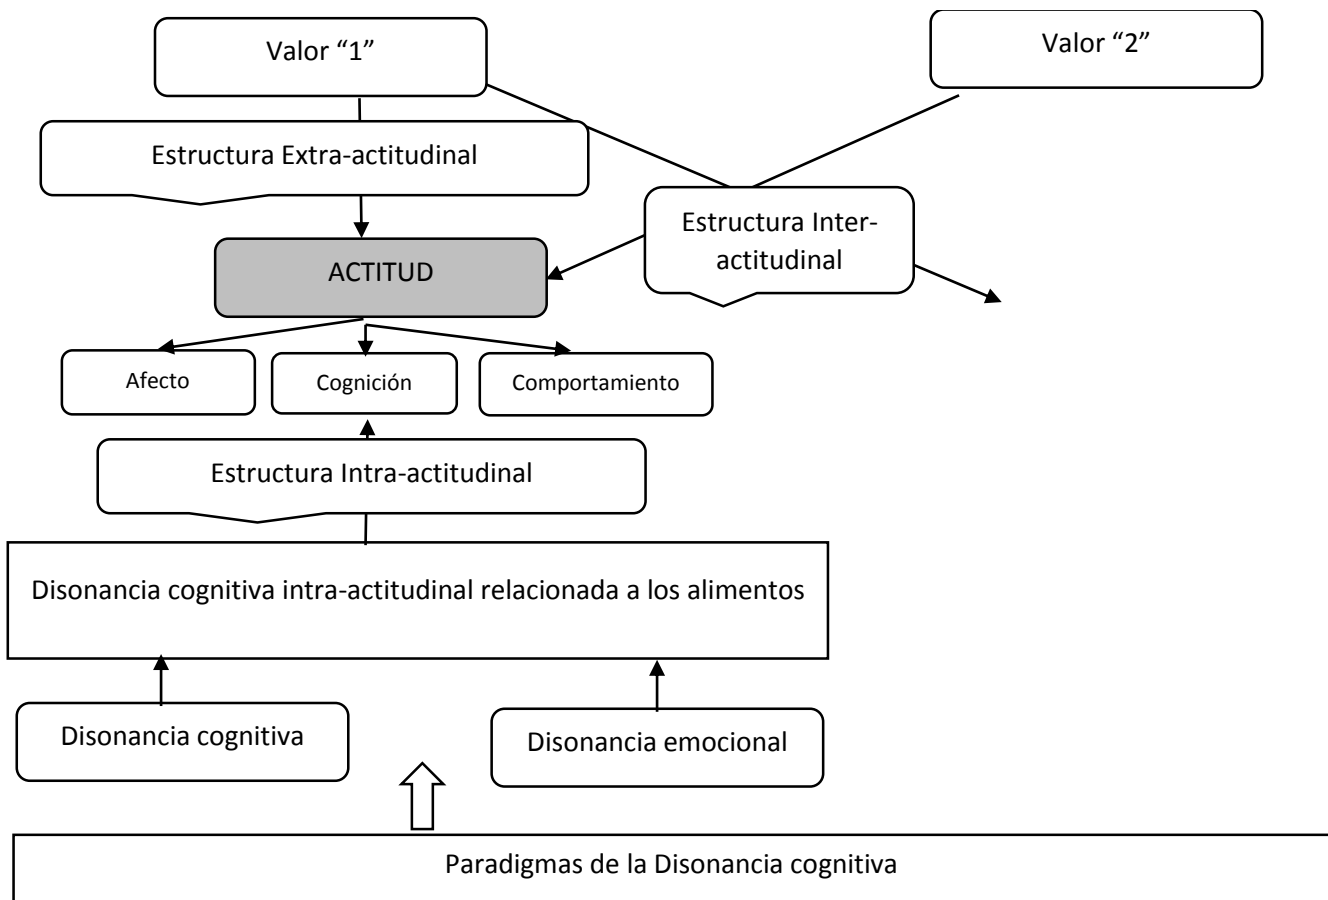 Valor “1”
Valor “2”
Estructura Extra-actitudinal
Estructura Inter-
actitudinal
ACTITUD
Afecto
Cognición
Comportamiento
Estructura Intra-actitudinal
Disonancia cognitiva intra-actitudinal relacionada a los alimentos
Disonancia cognitiva
Disonancia emocional
Paradigmas de la Disonancia cognitiva